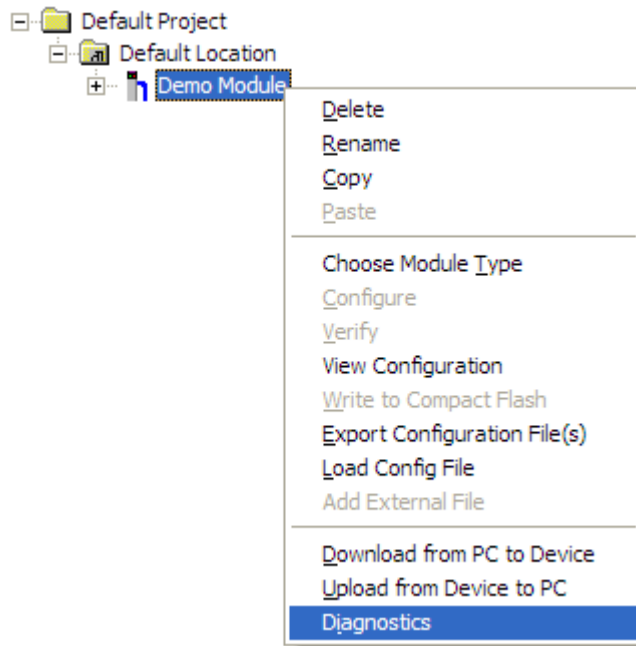 Default Project
Default Location
Demo Module
Delete
Rename
Copy
Paste
Choose Module Type
Configure
Verify
View Configuration
Write to Compact Flash
Export Configuration File(s)
Load Config File
Add External File
Download from PC to Device
Upload from Device to PC
Diagnostics